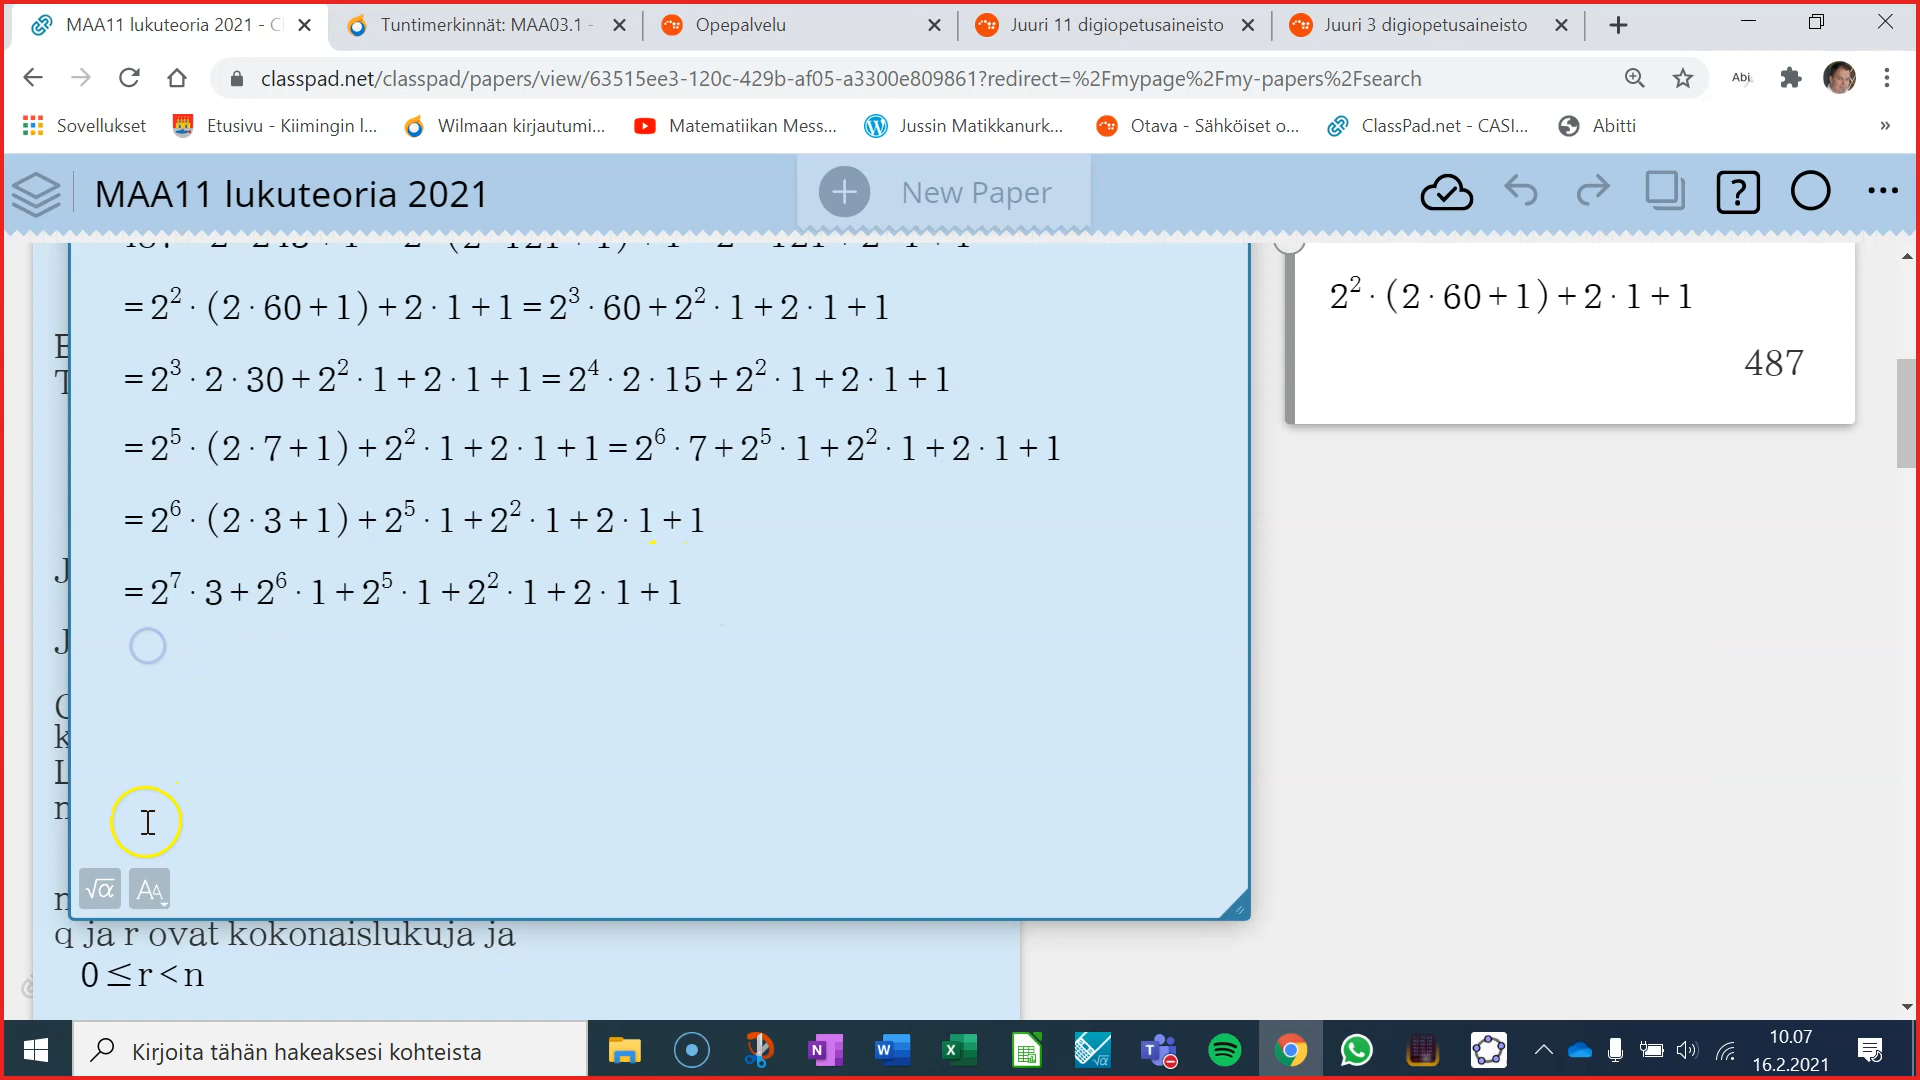 MAA11 lukuteoria 2021 - C
Tuntimerkinnät: MAA03.1 -
Opepalvelu
Juuri 11 digiopetusaineisto
Juuri 3 digiopetusaineisto
classpad.net/classpad/papers/view/63515ee3-120c-429b-af05-a3300e809861?redirect=%2Fmypage%2Fmy-papers%2Fsearch
Abi
Sovellukset
Etusivu - Kiimingin l...
Wilmaan kirjautumi...
Matematiikan Mess...
Jussin Matikkanurk...
Otava - Sähköiset o...
ClassPad.net - CASI...
Abitti
»
MAA11 lukuteoria 2021
New Paper
= 2² · (2 · 60 + 1) + 2 · 1 + 1 = 2³ · 60 + 2² · 1 + 2 · 1 + 1
= 2³ · 2 · 30 + 2² · 1 + 2 · 1 + 1 = 2⁴ · 2 · 15 + 2² · 1 + 2 · 1 + 1
= 2⁵ · (2 · 7 + 1) + 2² · 1 + 2 · 1 + 1 = 2⁶ · 7 + 2⁵ · 1 + 2² · 1 + 2 · 1 + 1
= 2⁶ · (2 · 3 + 1) + 2⁵ · 1 + 2² · 1 + 2 · 1 + 1
= 2⁷ · 3 + 2⁶ · 1 + 2⁵ · 1 + 2² · 1 + 2 · 1 + 1
√α AA
q ja r ovat kokonaislukuja ja
0 ≤ r < n
2² · (2 · 60 + 1) + 2 · 1 + 1
487
Kirjoita tähän hakeaksesi kohteista
10.07
16.2.2021